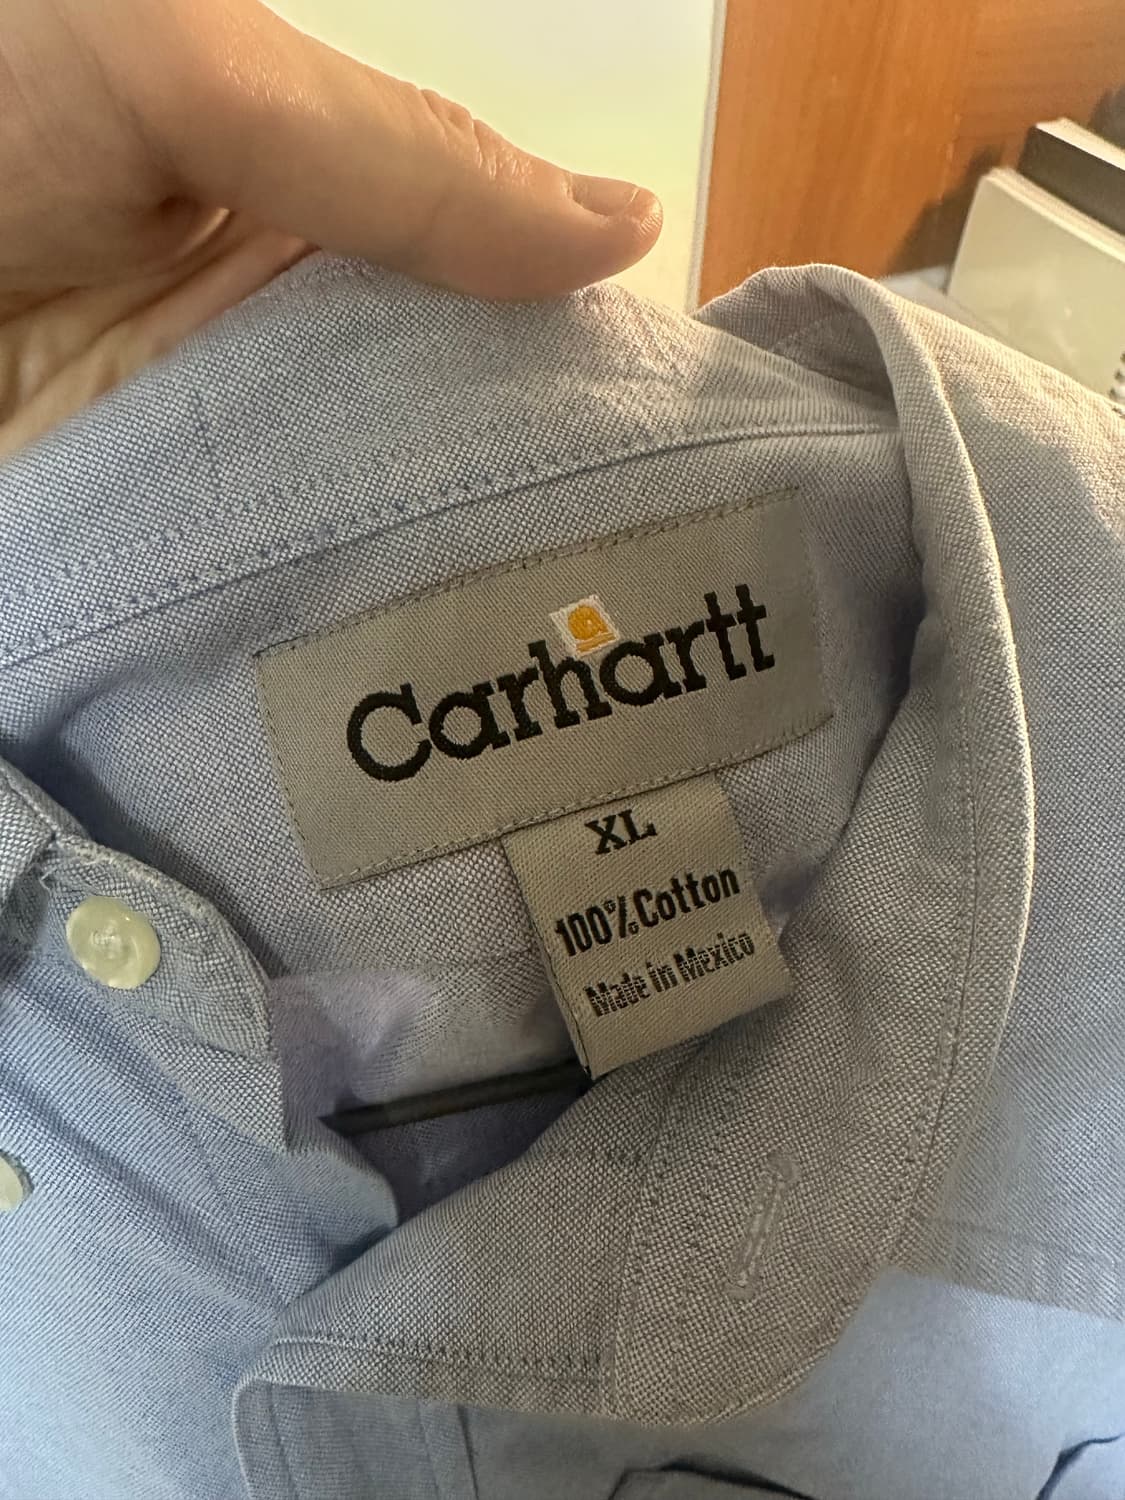 Carhartt
XL
100% Cotton
Made in Mexico